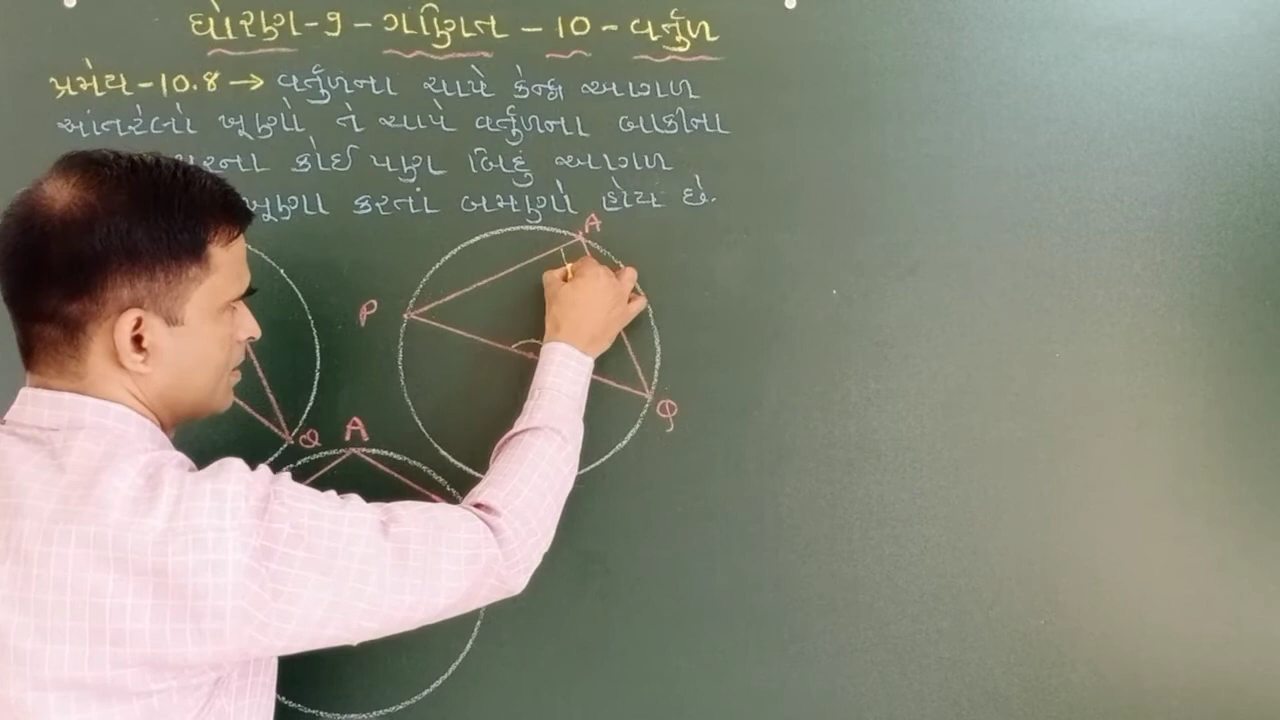 ધોરણ-9 - ગણિત - 10 - વર્તુળ
પ્રમેય-10.8 → વર્તુળના ચાપે કેન્દ્ર આગળ
આંતરેલો ખૂણો તે ચાપે વર્તુળના બાકીના
કોઈ પણ બિંદુ આગળ
ખૂણા કરતાં બમણો હોય છે.
A
P
Q
Q
A